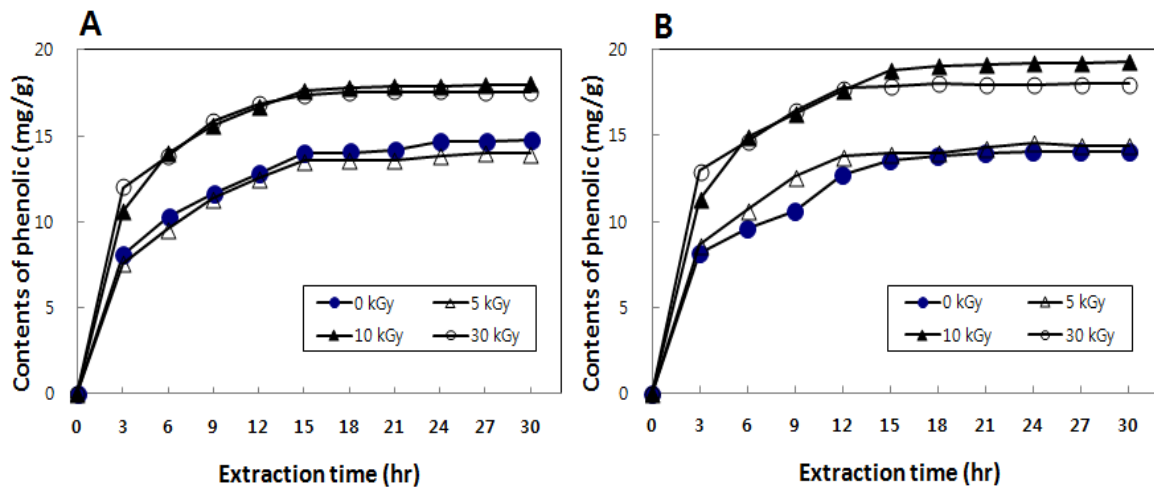 A
Contents of phenolic (mg/g)
20
15
10
5
0
0 3 6 9 12 15 18 21 24 27 30
Extraction time (hr)
0 kGy 5 kGy
10 kGy 30 kGy
B
Contents of phenolic (mg/g)
20
15
10
5
0
0 3 6 9 12 15 18 21 24 27 30
Extraction time (hr)
0 kGy 5 kGy
10 kGy 30 kGy